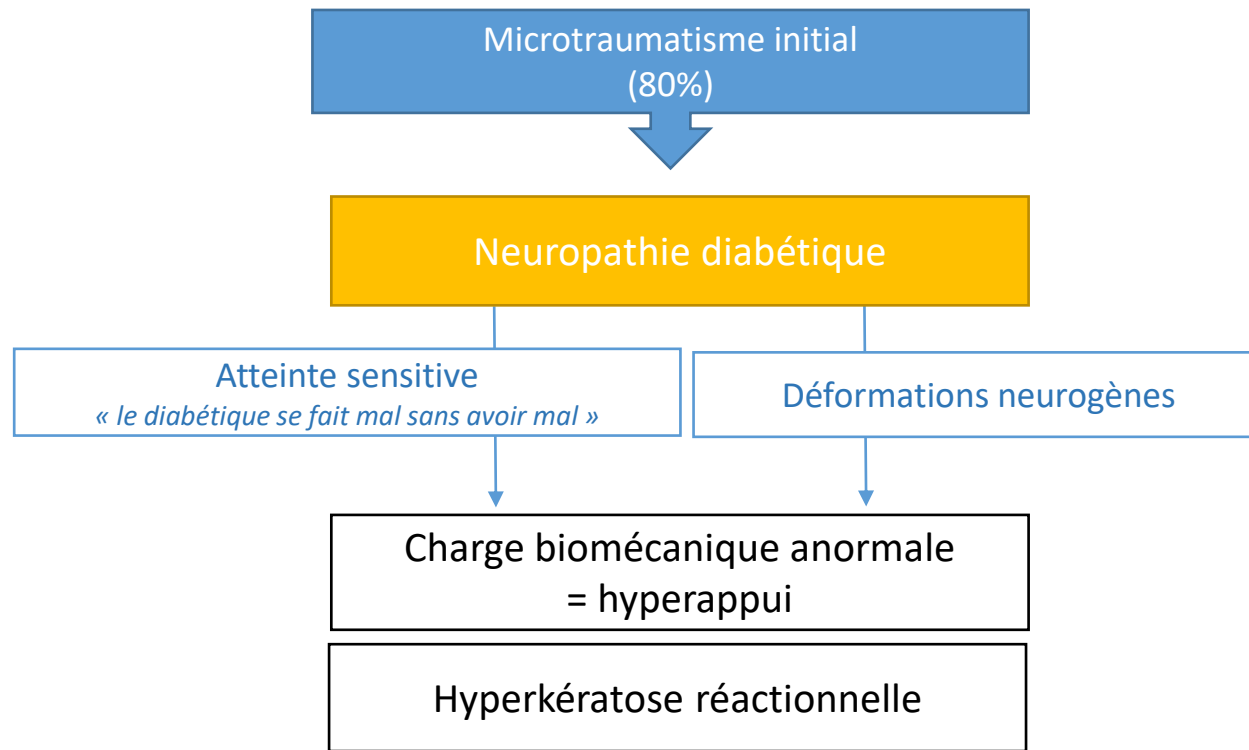 Microtraumatisme initial
(80%)
Neuropathie diabétique
Atteinte sensitive
« le diabétique se fait mal sans avoir mal »
Déformations neurogènes
Charge biomécanique anormale
= hyperappui
Hyperkératose réactionnelle